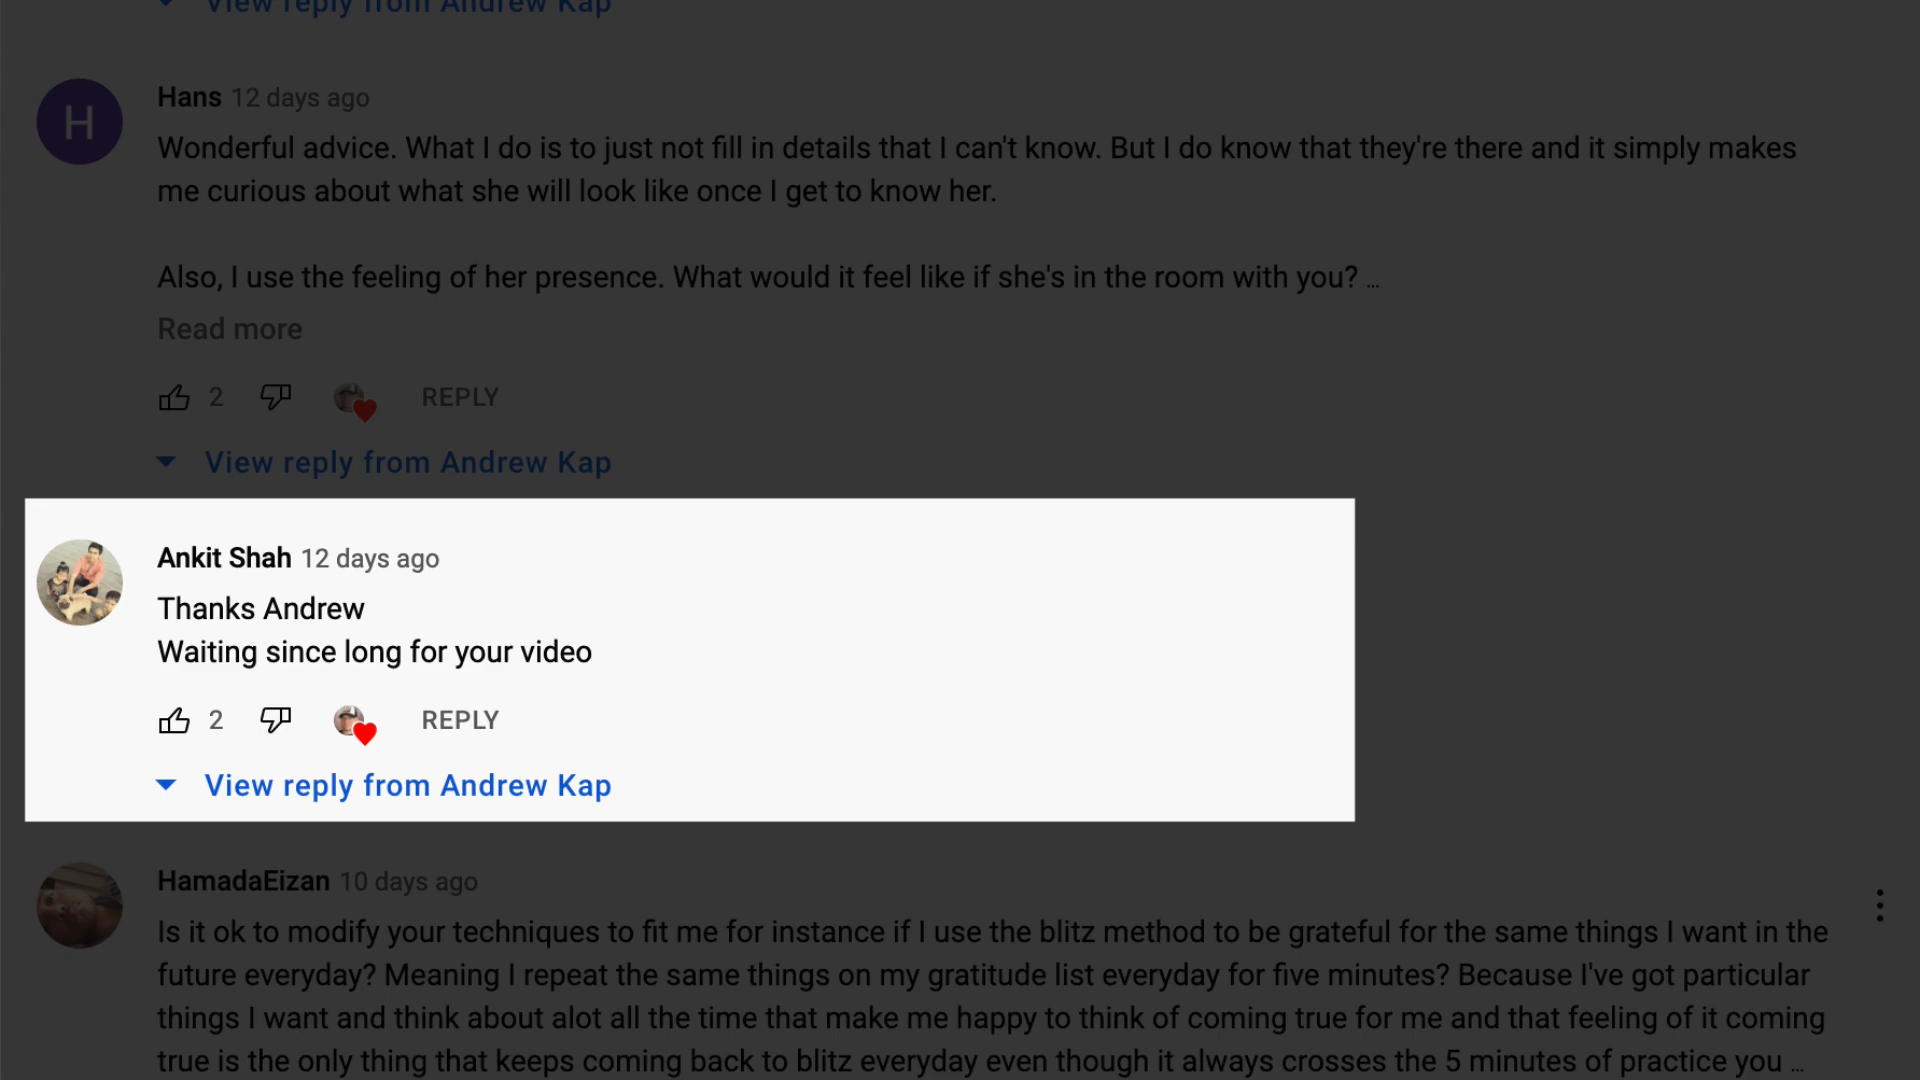 View reply from Andrew Kap
H
Hans 12 days ago
Wonderful advice. What I do is to just not fill in details that I can't know. But I do know that they're there and it simply makes
me curious about what she will look like once I get to know her.
Also, I use the feeling of her presence. What would it feel like if she's in the room with you? ...
Read more
2 REPLY
View reply from Andrew Kap
Ankit Shah 12 days ago
Thanks Andrew
Waiting since long for your video
2 REPLY
View reply from Andrew Kap
HamadaEizan 10 days ago
Is it ok to modify your techniques to fit me for instance if I use the blitz method to be grateful for the same things I want in the
future everyday? Meaning I repeat the same things on my gratitude list everyday for five minutes? Because I've got particular
things I want and think about alot all the time that make me happy to think of coming true for me and that feeling of it coming
true is the only thing that keeps coming back to blitz everyday even though it always crosses the 5 minutes of practice you ...